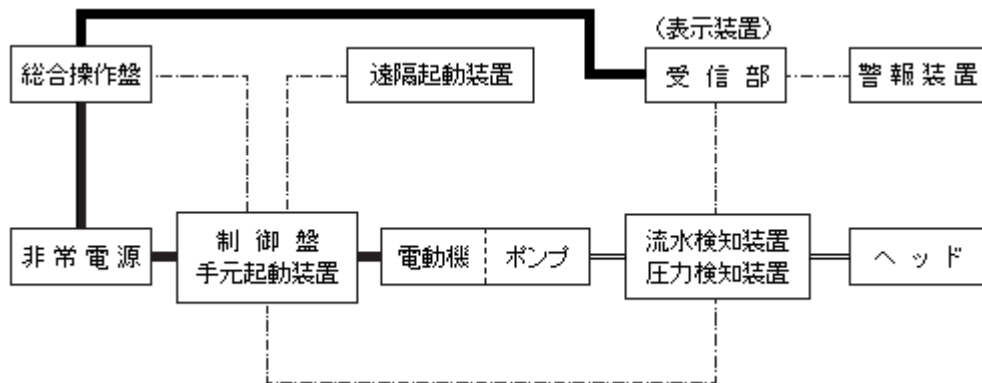 (表示装置)
総合操作盤
遠隔起動装置
受信部
警報装置
非常電源
制御盤
手元起動装置
電動機
ポンプ
流水検知装置
圧力検知装置
ヘッド